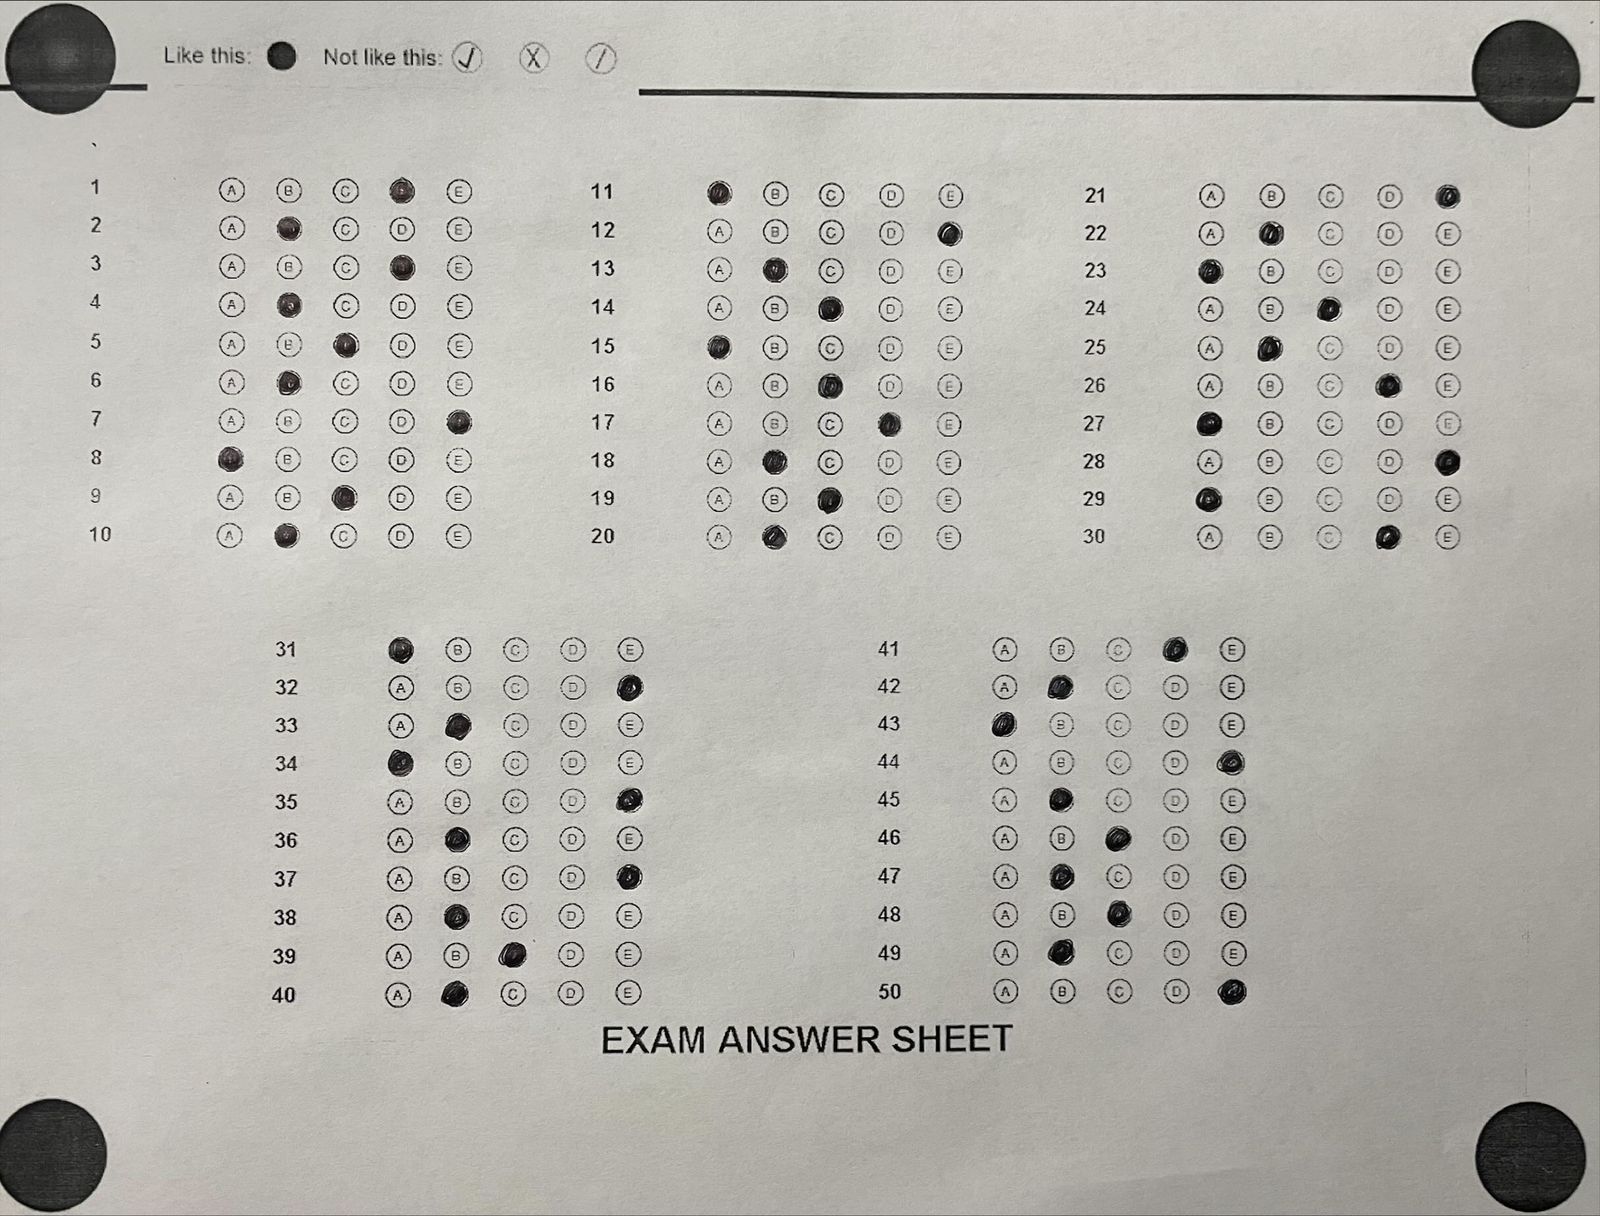 Like this: Not like this:
1 A B C E
2 A C D E
3 A B C E
4 A C D E
5 A B D E
6 A C D E
7 A B C D
8 B C D E
9 A B D E
10 A C D E
11 B C D E
12 A B C D
13 A C D E
14 A B D E
15 B C D E
16 A B D E
17 A B C E
18 A C D E
19 A B D E
20 A C D E
21 A B C D
22 A C D E
23 B C D E
24 A B D E
25 A C D E
26 A B C E
27 B C D E
28 A B C D
29 B C D E
30 A B C E
31 B C D E
32 A B C D
33 A C D E
34 B C D E
35 A B C D
36 A C D E
37 A B C D
38 A C D E
39 A B D E
40 A C D E
41 A B C E
42 A C D E
43 B C D E
44 A B C D
45 A C D E
46 A B D E
47 A C D E
48 A B D E
49 A C D E
50 A B C D
EXAM ANSWER SHEET